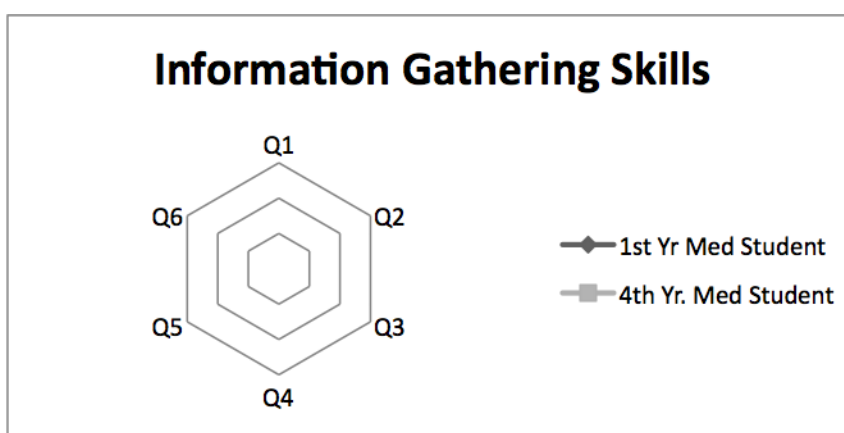 Information Gathering Skills
Q1
Q6
Q2
1st Yr Med Student
4th Yr. Med Student
Q5
Q3
Q4